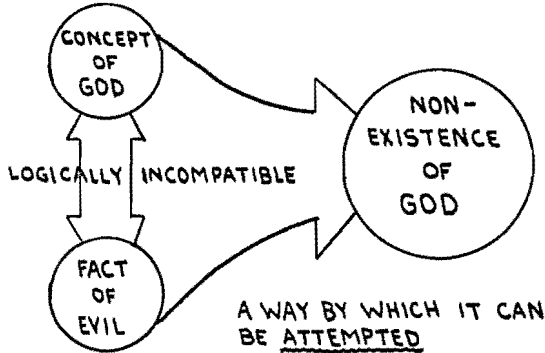 CONCEPT
OF
GOD
LOGICALLY INCOMPATIBLE
FACT
OF
EVIL
NON-
EXISTENCE
OF
GOD
A WAY BY WHICH IT CAN
BE ATTEMPTED